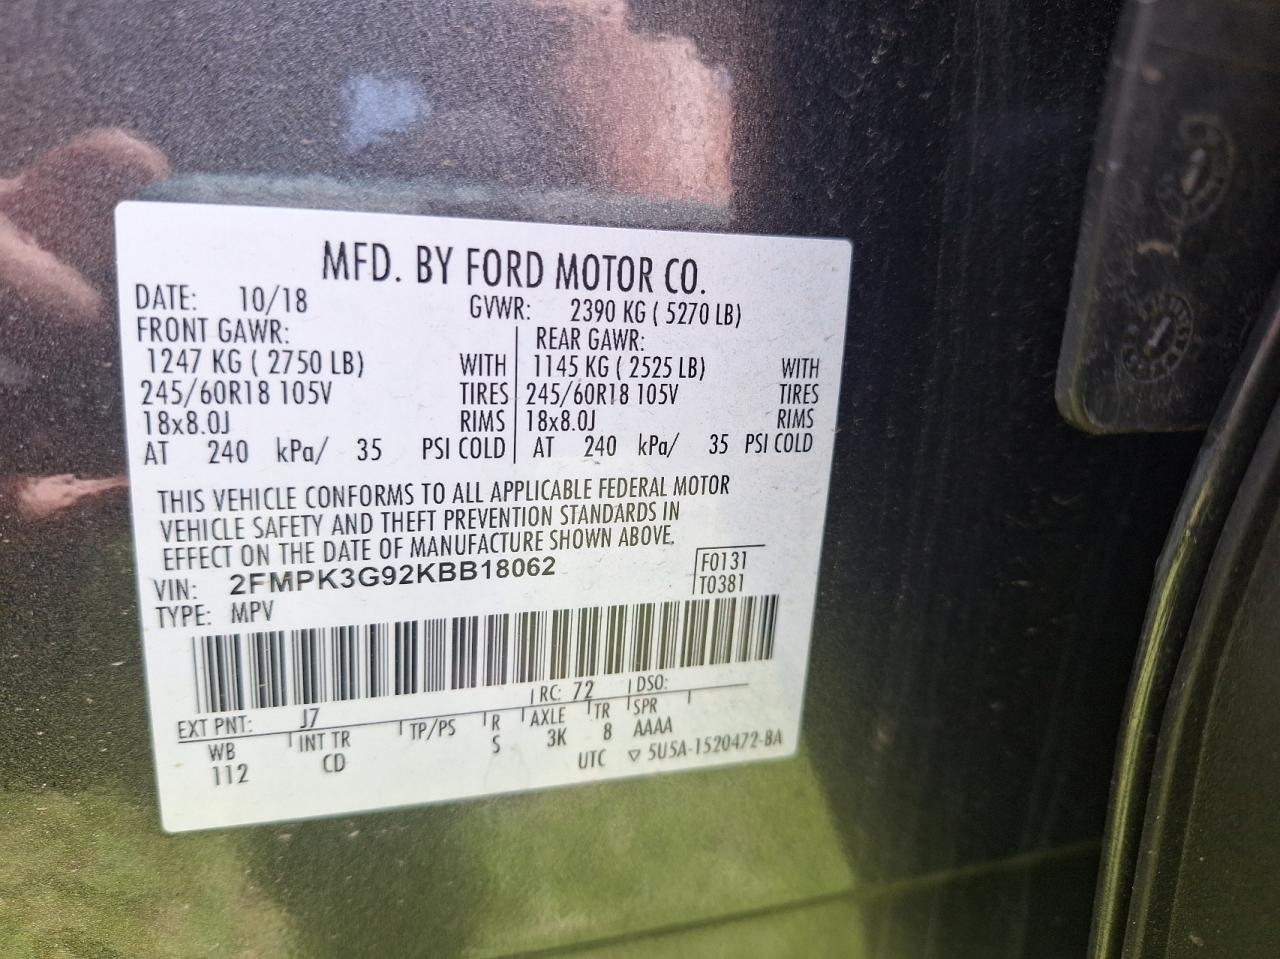 MFD. BY FORD MOTOR CO.
DATE: 10/18 GVWR: 2390 KG ( 5270 LB)
FRONT GAWR: REAR GAWR:
1247 KG ( 2750 LB) WITH 1145 KG ( 2525 LB) WITH
245/60R18 105V TIRES 245/60R18 105V TIRES
18x8.0J RIMS 18x8.0J RIMS
AT 240 kPa/ 35 PSI COLD AT 240 kPa/ 35 PSI COLD
THIS VEHICLE CONFORMS TO ALL APPLICABLE FEDERAL MOTOR
VEHICLE SAFETY AND THEFT PREVENTION STANDARDS IN
EFFECT ON THE DATE OF MANUFACTURE SHOWN ABOVE.
VIN: 2FMPK3G92KBB18062 F0131
TYPE: MPV T0381
RC: 72 DSO:
EXT PNT: J7
WB INT TR TP/PS R AXLE TR SPR
112 CD S 3K 8 AAAA
UTC ▽ 5U5A-1520472-BA